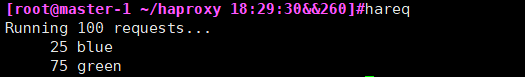 [root@master-1 ~/haproxy 18:29:30&&260]#hareq
Running 100 requests...
25 blue
75 green